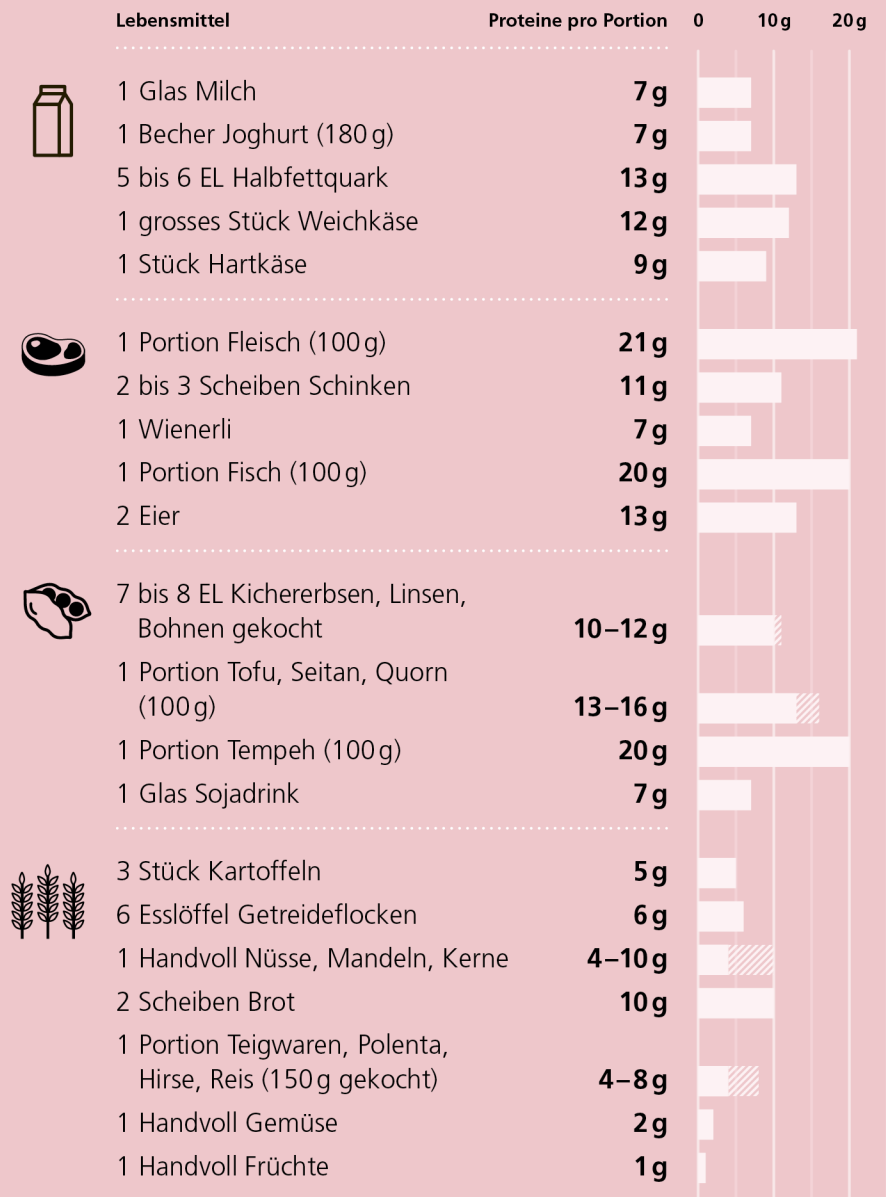 Lebensmittel Proteine pro Portion 0 10 g 20 g
1 Glas Milch 7 g
1 Becher Joghurt (180 g) 7 g
5 bis 6 EL Halbfettquark 13 g
1 grosses Stück Weichkäse 12 g
1 Stück Hartkäse 9 g
1 Portion Fleisch (100 g) 21 g
2 bis 3 Scheiben Schinken 11 g
1 Wienerli 7 g
1 Portion Fisch (100 g) 20 g
2 Eier 13 g
7 bis 8 EL Kichererbsen, Linsen,
Bohnen gekocht 10–12 g
1 Portion Tofu, Seitan, Quorn
(100 g) 13–16 g
1 Portion Tempeh (100 g) 20 g
1 Glas Sojadrink 7 g
3 Stück Kartoffeln 5 g
6 Esslöffel Getreideflocken 6 g
1 Handvoll Nüsse, Mandeln, Kerne 4–10 g
2 Scheiben Brot 10 g
1 Portion Teigwaren, Polenta,
Hirse, Reis (150 g gekocht) 4–8 g
1 Handvoll Gemüse 2 g
1 Handvoll Früchte 1 g